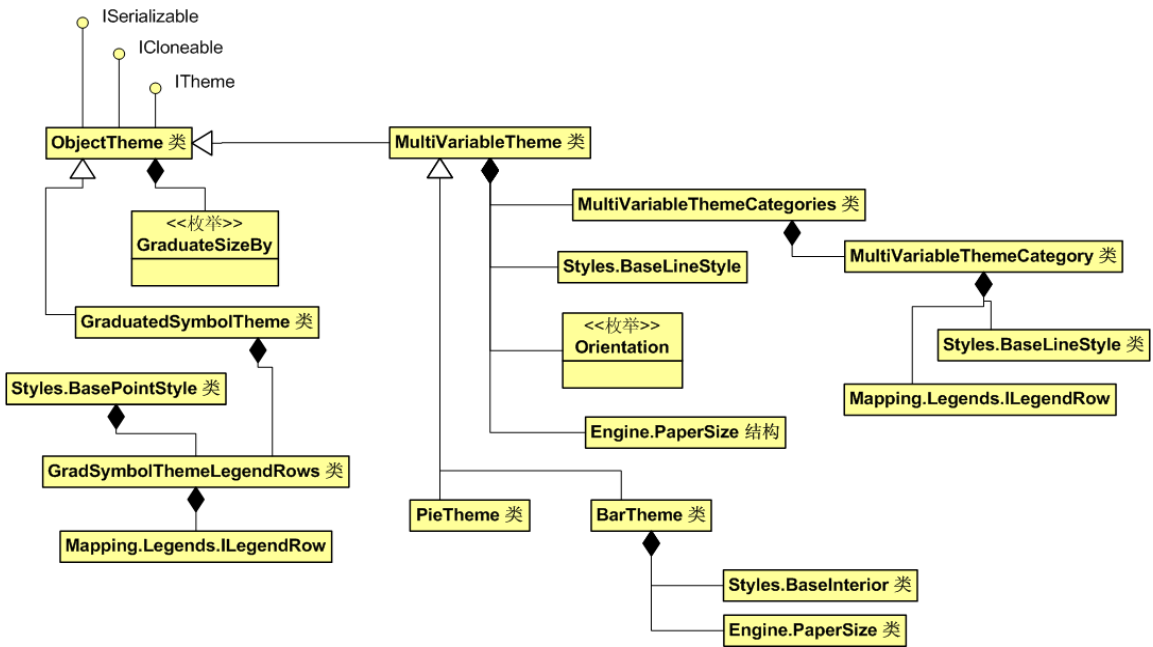 ISerializable
ICloneable
ITheme
ObjectTheme 类
MultiVariableTheme 类
<<枚举>>
GraduateSizeBy
MultiVariableThemeCategories 类
Styles.BaseLineStyle
MultiVariableThemeCategory 类
GraduatedSymbolTheme 类
<<枚举>>
Orientation
Styles.BaseLineStyle 类
Styles.BasePointStyle 类
Mapping.Legends.ILegendRow
Engine.PaperSize 结构
GradSymbolThemeLegendRows 类
PieTheme 类
BarTheme 类
Mapping.Legends.ILegendRow
Styles.BaseInterior 类
Engine.PaperSize 类